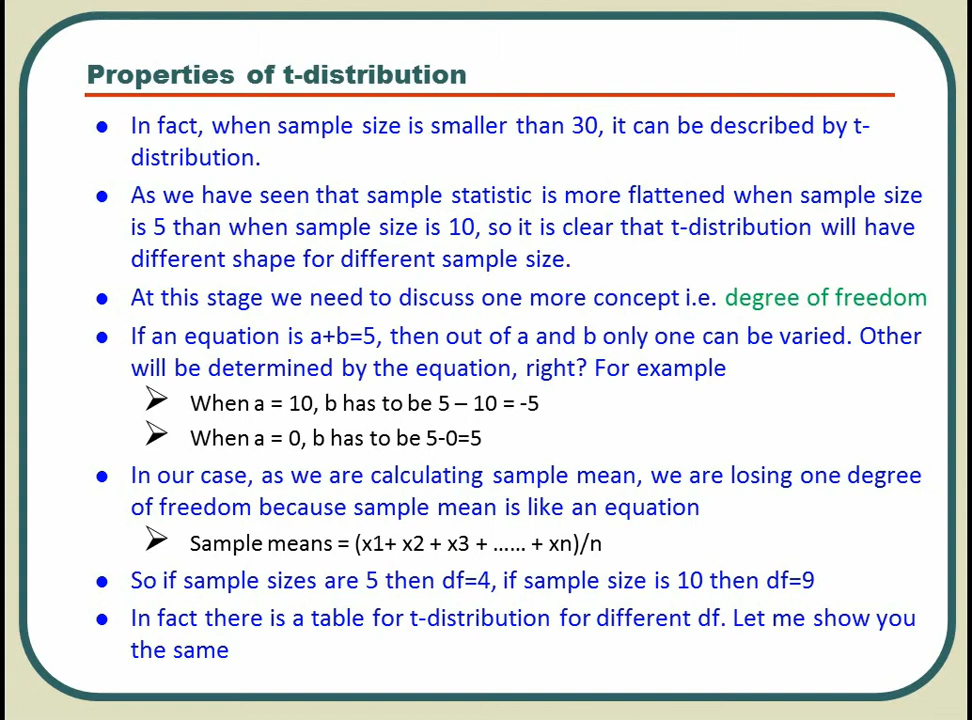 Properties of t-distribution
● In fact, when sample size is smaller than 30, it can be described by t-
distribution.
● As we have seen that sample statistic is more flattened when sample size
is 5 than when sample size is 10, so it is clear that t-distribution will have
different shape for different sample size.
● At this stage we need to discuss one more concept i.e. degree of freedom
● If an equation is a+b=5, then out of a and b only one can be varied. Other
will be determined by the equation, right? For example
➢ When a = 10, b has to be 5 – 10 = -5
➢ When a = 0, b has to be 5-0=5
● In our case, as we are calculating sample mean, we are losing one degree
of freedom because sample mean is like an equation
➢ Sample means = (x1+ x2 + x3 + …… + xn)/n
● So if sample sizes are 5 then df=4, if sample size is 10 then df=9
● In fact there is a table for t-distribution for different df. Let me show you
the same